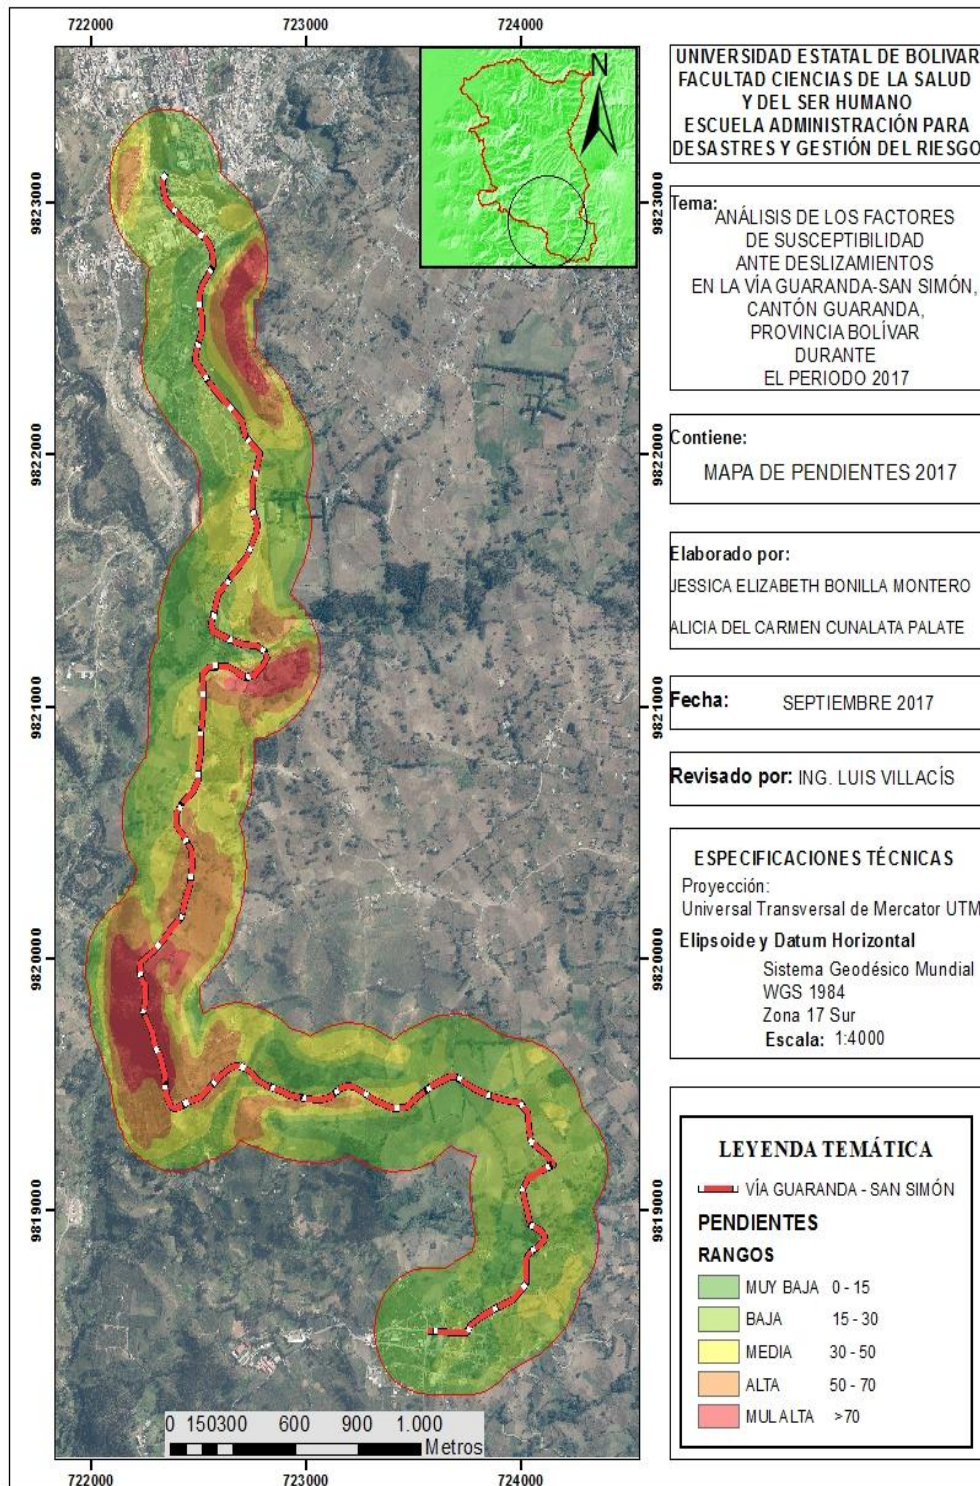 722000 723000 724000
N
9823000
9822000
9821000
9820000
9819000
9823000
9822000
9821000
9820000
9819000
0 150300 600 900 1.000
Metros
722000 723000 724000
UNIVERSIDAD ESTATAL DE BOLIVAR
FACULTAD CIENCIAS DE LA SALUD
Y DEL SER HUMANO
ESCUELA ADMINISTRACIÓN PARA
DESASTRES Y GESTIÓN DEL RIESGO
Tema:
ANÁLISIS DE LOS FACTORES
DE SUSCEPTIBILIDAD
ANTE DESLIZAMIENTOS
EN LA VÍA GUARANDA-SAN SIMÓN,
CANTÓN GUARANDA,
PROVINCIA BOLÍVAR
DURANTE
EL PERIODO 2017
Contiene:
MAPA DE PENDIENTES 2017
Elaborado por:
JESSICA ELIZABETH BONILLA MONTERO
ALICIA DEL CARMEN CUNALATA PALATE
Fecha: SEPTIEMBRE 2017
Revisado por: ING. LUIS VILLACÍS
ESPECIFICACIONES TÉCNICAS
Proyección:
Universal Transversal de Mercator UTM
Elipsoide y Datum Horizontal
Sistema Geodésico Mundial
WGS 1984
Zona 17 Sur
Escala: 1:4000
LEYENDA TEMÁTICA
VÍA GUARANDA - SAN SIMÓN
PENDIENTES
RANGOS
MUY BAJA 0 - 15
BAJA 15 - 30
MEDIA 30 - 50
ALTA 50 - 70
MUL ALTA >70